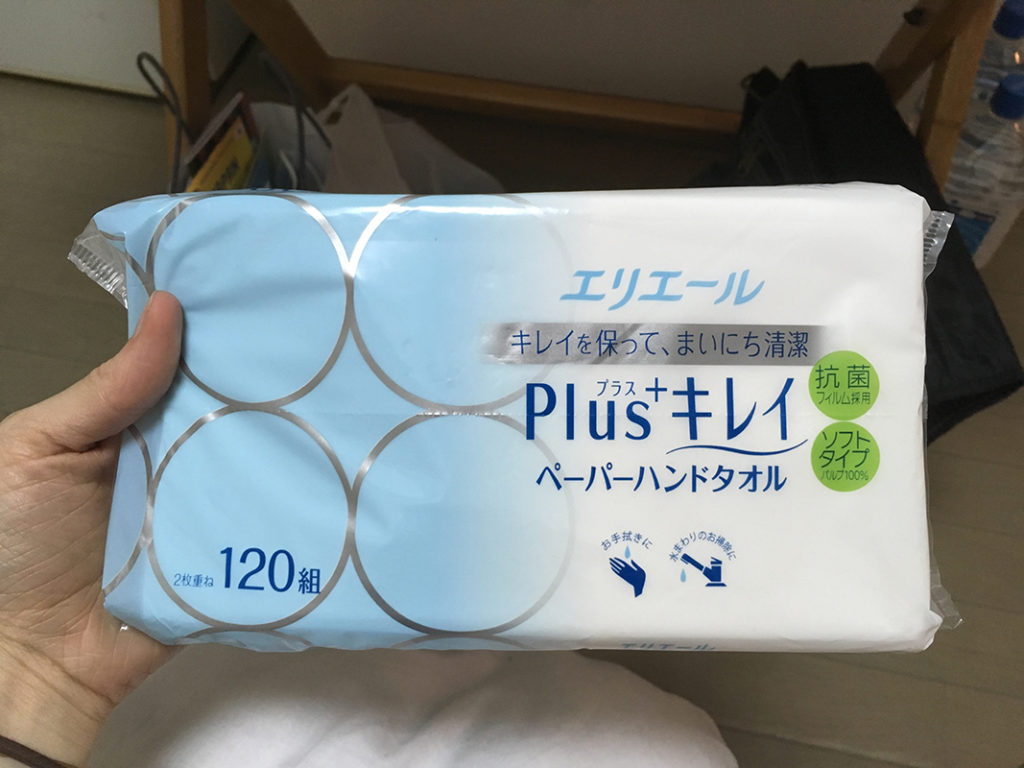 エリエール
キレイを保って、まいにち清潔
プラス
Plus+キレイ
ペーパーハンドタオル
抗菌
フィルム採用
ソフト
タイプ
パルプ100%
お手拭きに
水まわりのお掃除に
2枚重ね 120組
エリエール